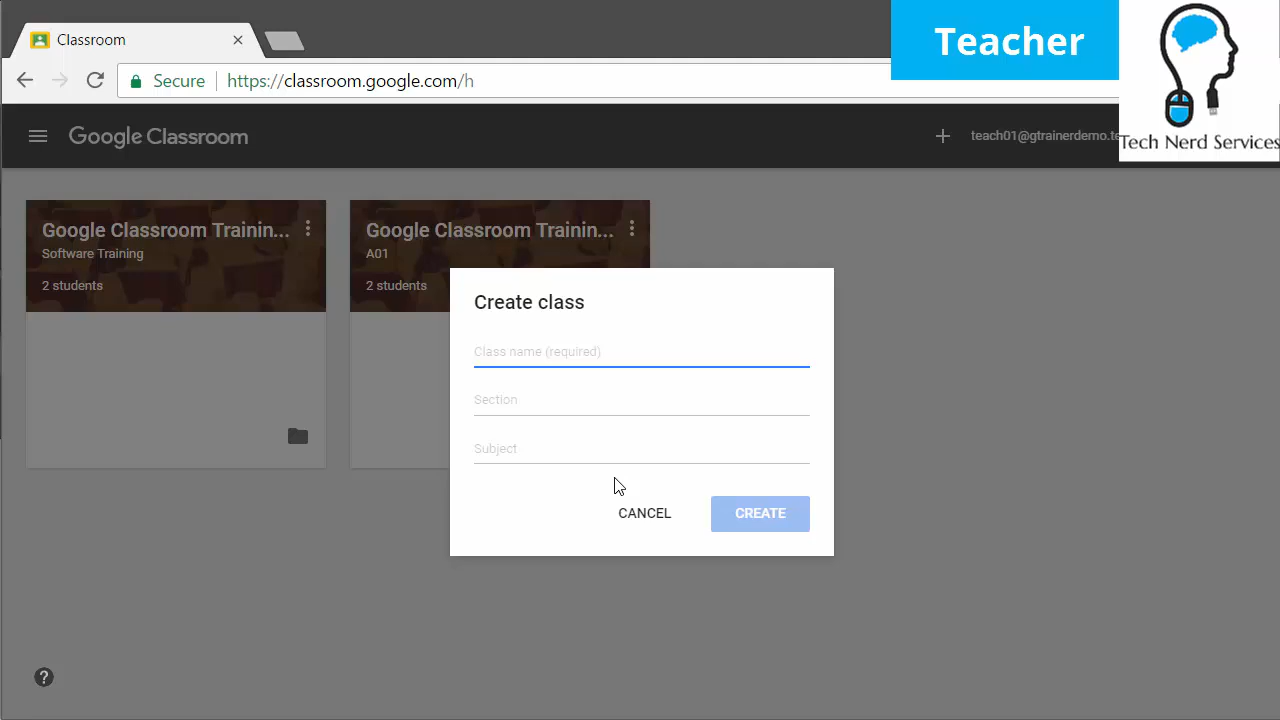 Classroom
Teacher
Secure
https://classroom.google.com/h
Google Classroom
teach01@gtrainerdemo.te
Tech Nerd Services
Google Classroom Trainin...
Software Training
2 students
Google Classroom Trainin...
A01
2 students
Create class
Class name (required)
Section
Subject
CANCEL
CREATE
?